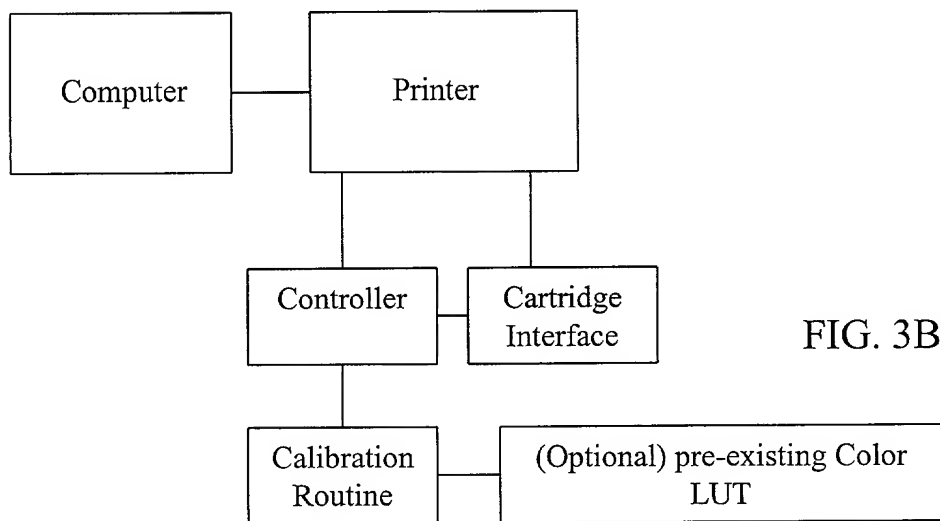 Computer
Printer
Controller
Cartridge
Interface
FIG. 3B
Calibration
Routine
(Optional) pre-existing Color
LUT